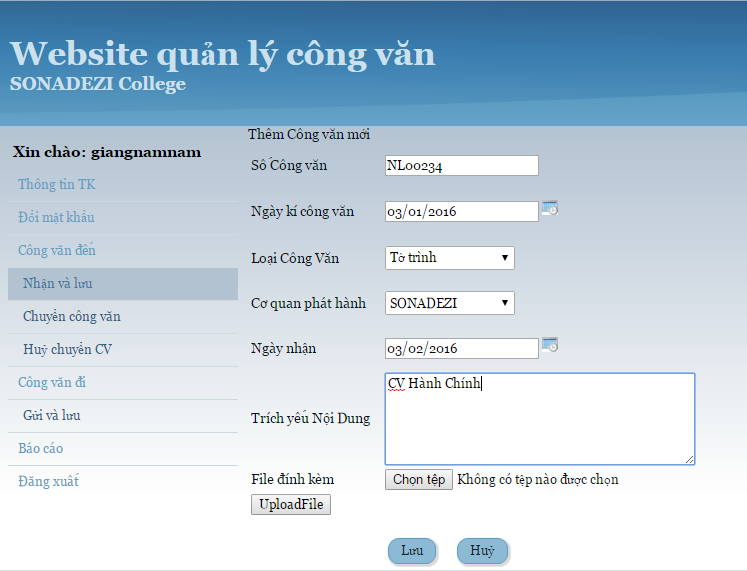 Website quản lý công văn
SONADEZI College
Xin chào: giangnamnam
Thông tin TK
Đổi mật khẩu
Công văn đến
Nhận và lưu
Chuyển công văn
Huỷ chuyển CV
Công văn đi
Gửi và lưu
Báo cáo
Đăng xuất
Thêm Công văn mới
Số Công văn NL00234
Ngày kí công văn 03/01/2016
Loại Công Văn Tờ trình
Cơ quan phát hành SONADEZI
Ngày nhận 03/02/2016
Trích yếu Nội Dung CV Hành Chính
File đính kèm Chọn tệp Không có tệp nào được chọn
UploadFile
Lưu Huỷ